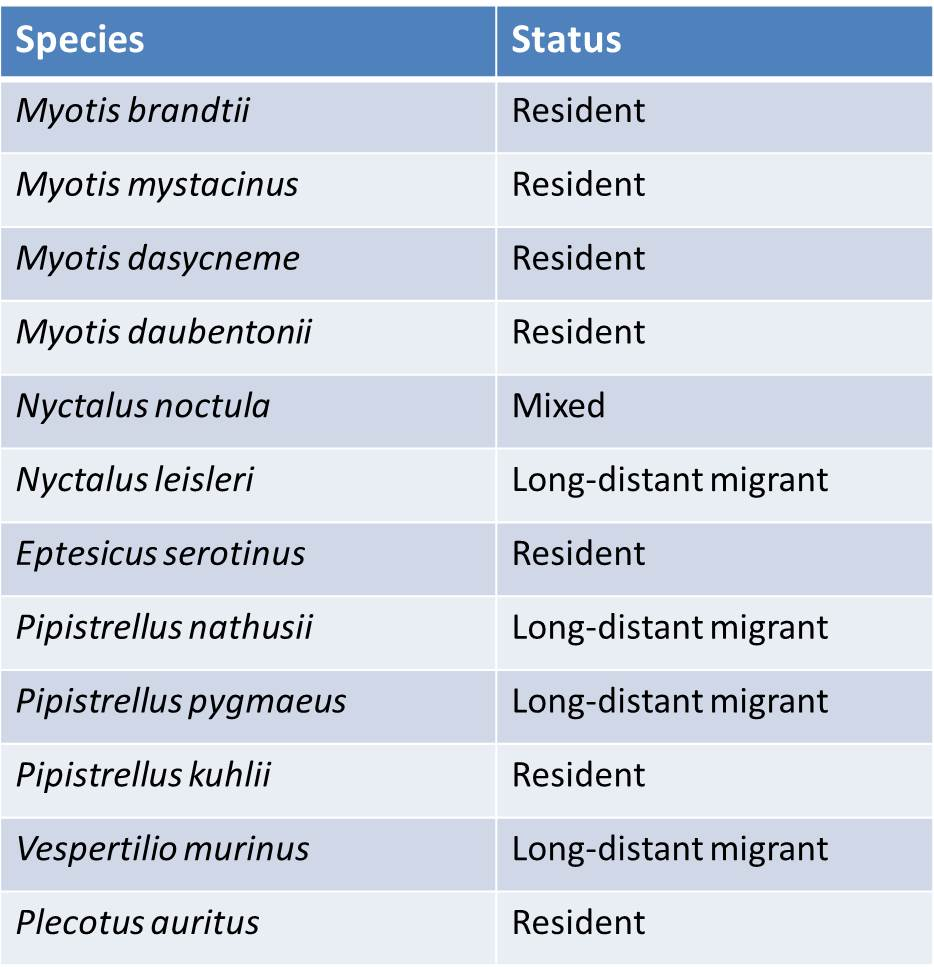 Species Status
Myotis brandtii Resident
Myotis mystacinus Resident
Myotis dasycneme Resident
Myotis daubentonii Resident
Nyctalus noctula Mixed
Nyctalus leisleri Long-distant migrant
Eptesicus serotinus Resident
Pipistrellus nathusii Long-distant migrant
Pipistrellus pygmaeus Long-distant migrant
Pipistrellus kuhlii Resident
Vespertilio murinus Long-distant migrant
Plecotus auritus Resident